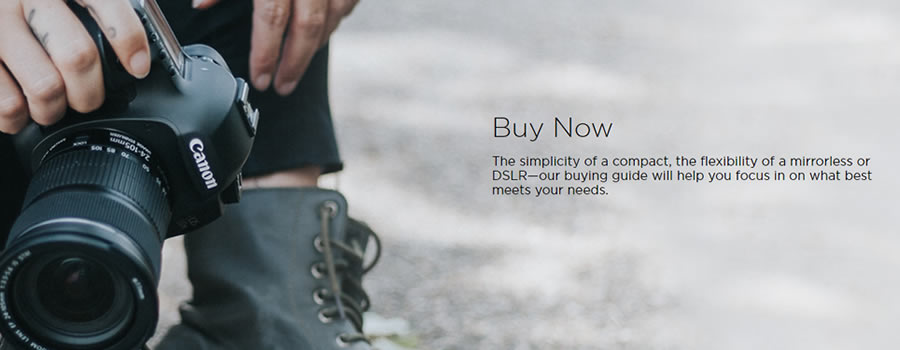 Buy Now
The simplicity of a compact, the flexibility of a mirrorless or
DSLR—our buying guide will help you focus in on what best
meets your needs.
Canon
24-105mm